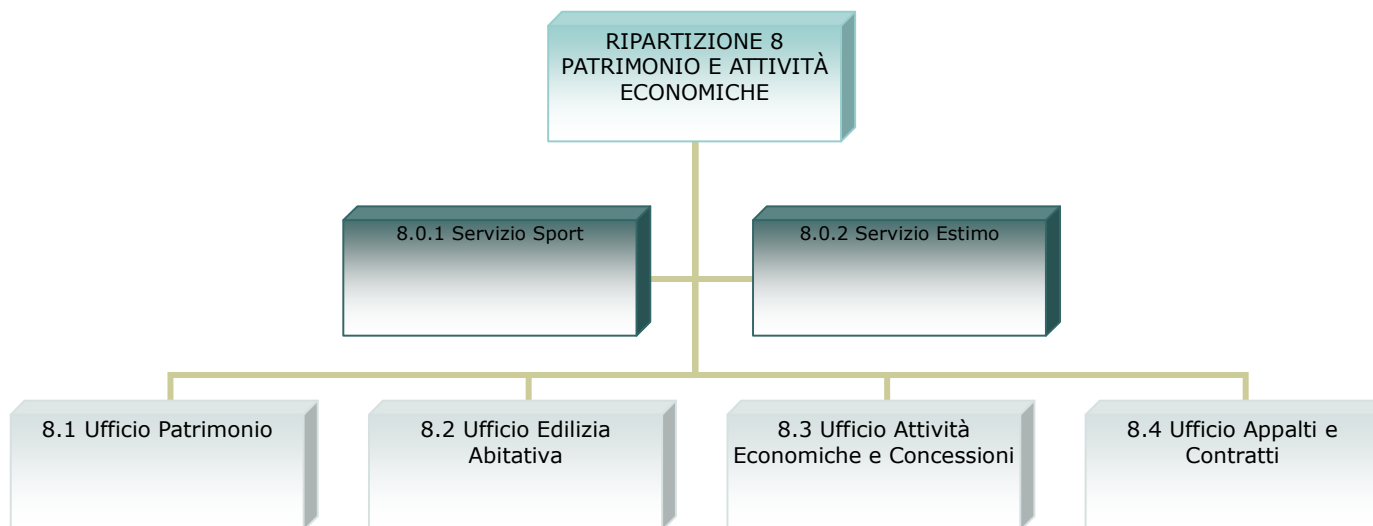 RIPARTIZIONE 8
PATRIMONIO E ATTIVITÀ
ECONOMICHE
8.0.1 Servizio Sport
8.0.2 Servizio Estimo
8.1 Ufficio Patrimonio
8.2 Ufficio Edilizia
Abitativa
8.3 Ufficio Attività
Economiche e Concessioni
8.4 Ufficio Appalti e
Contratti